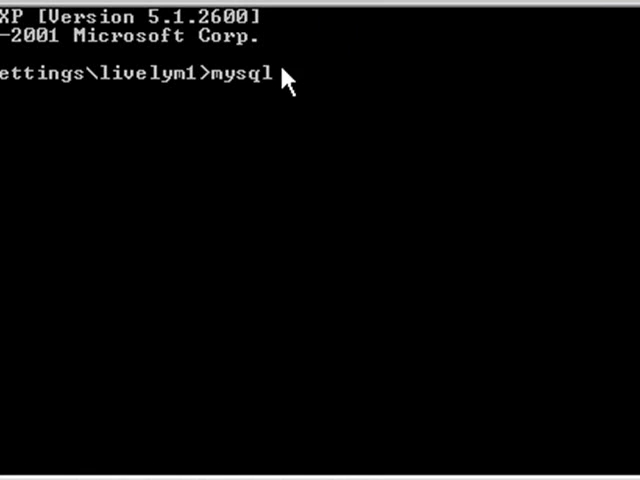 XP [Version 5.1.2600]
-2001 Microsoft Corp.
ettings\livelym1>mysql